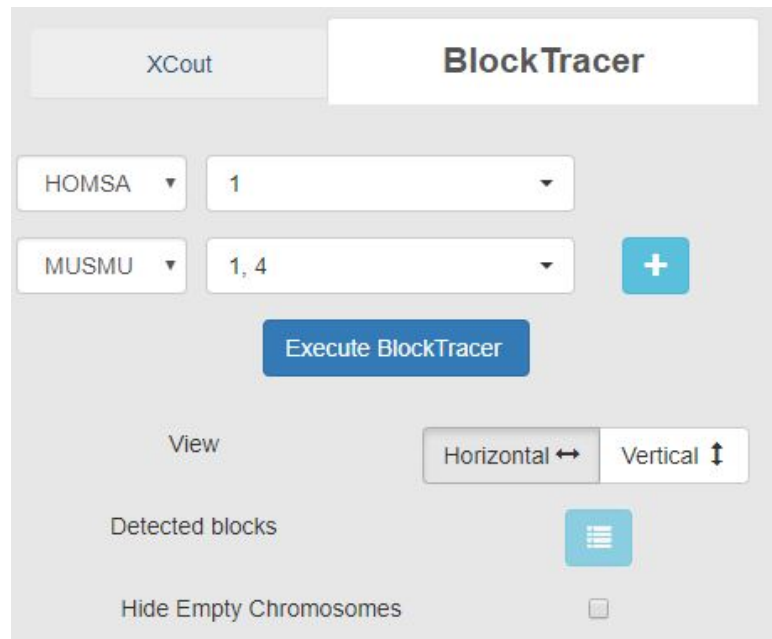 XCout BlockTracer
HOMSA 1
MUSMU 1, 4
Execute BlockTracer
View Horizontal Vertical
Detected blocks
Hide Empty Chromosomes